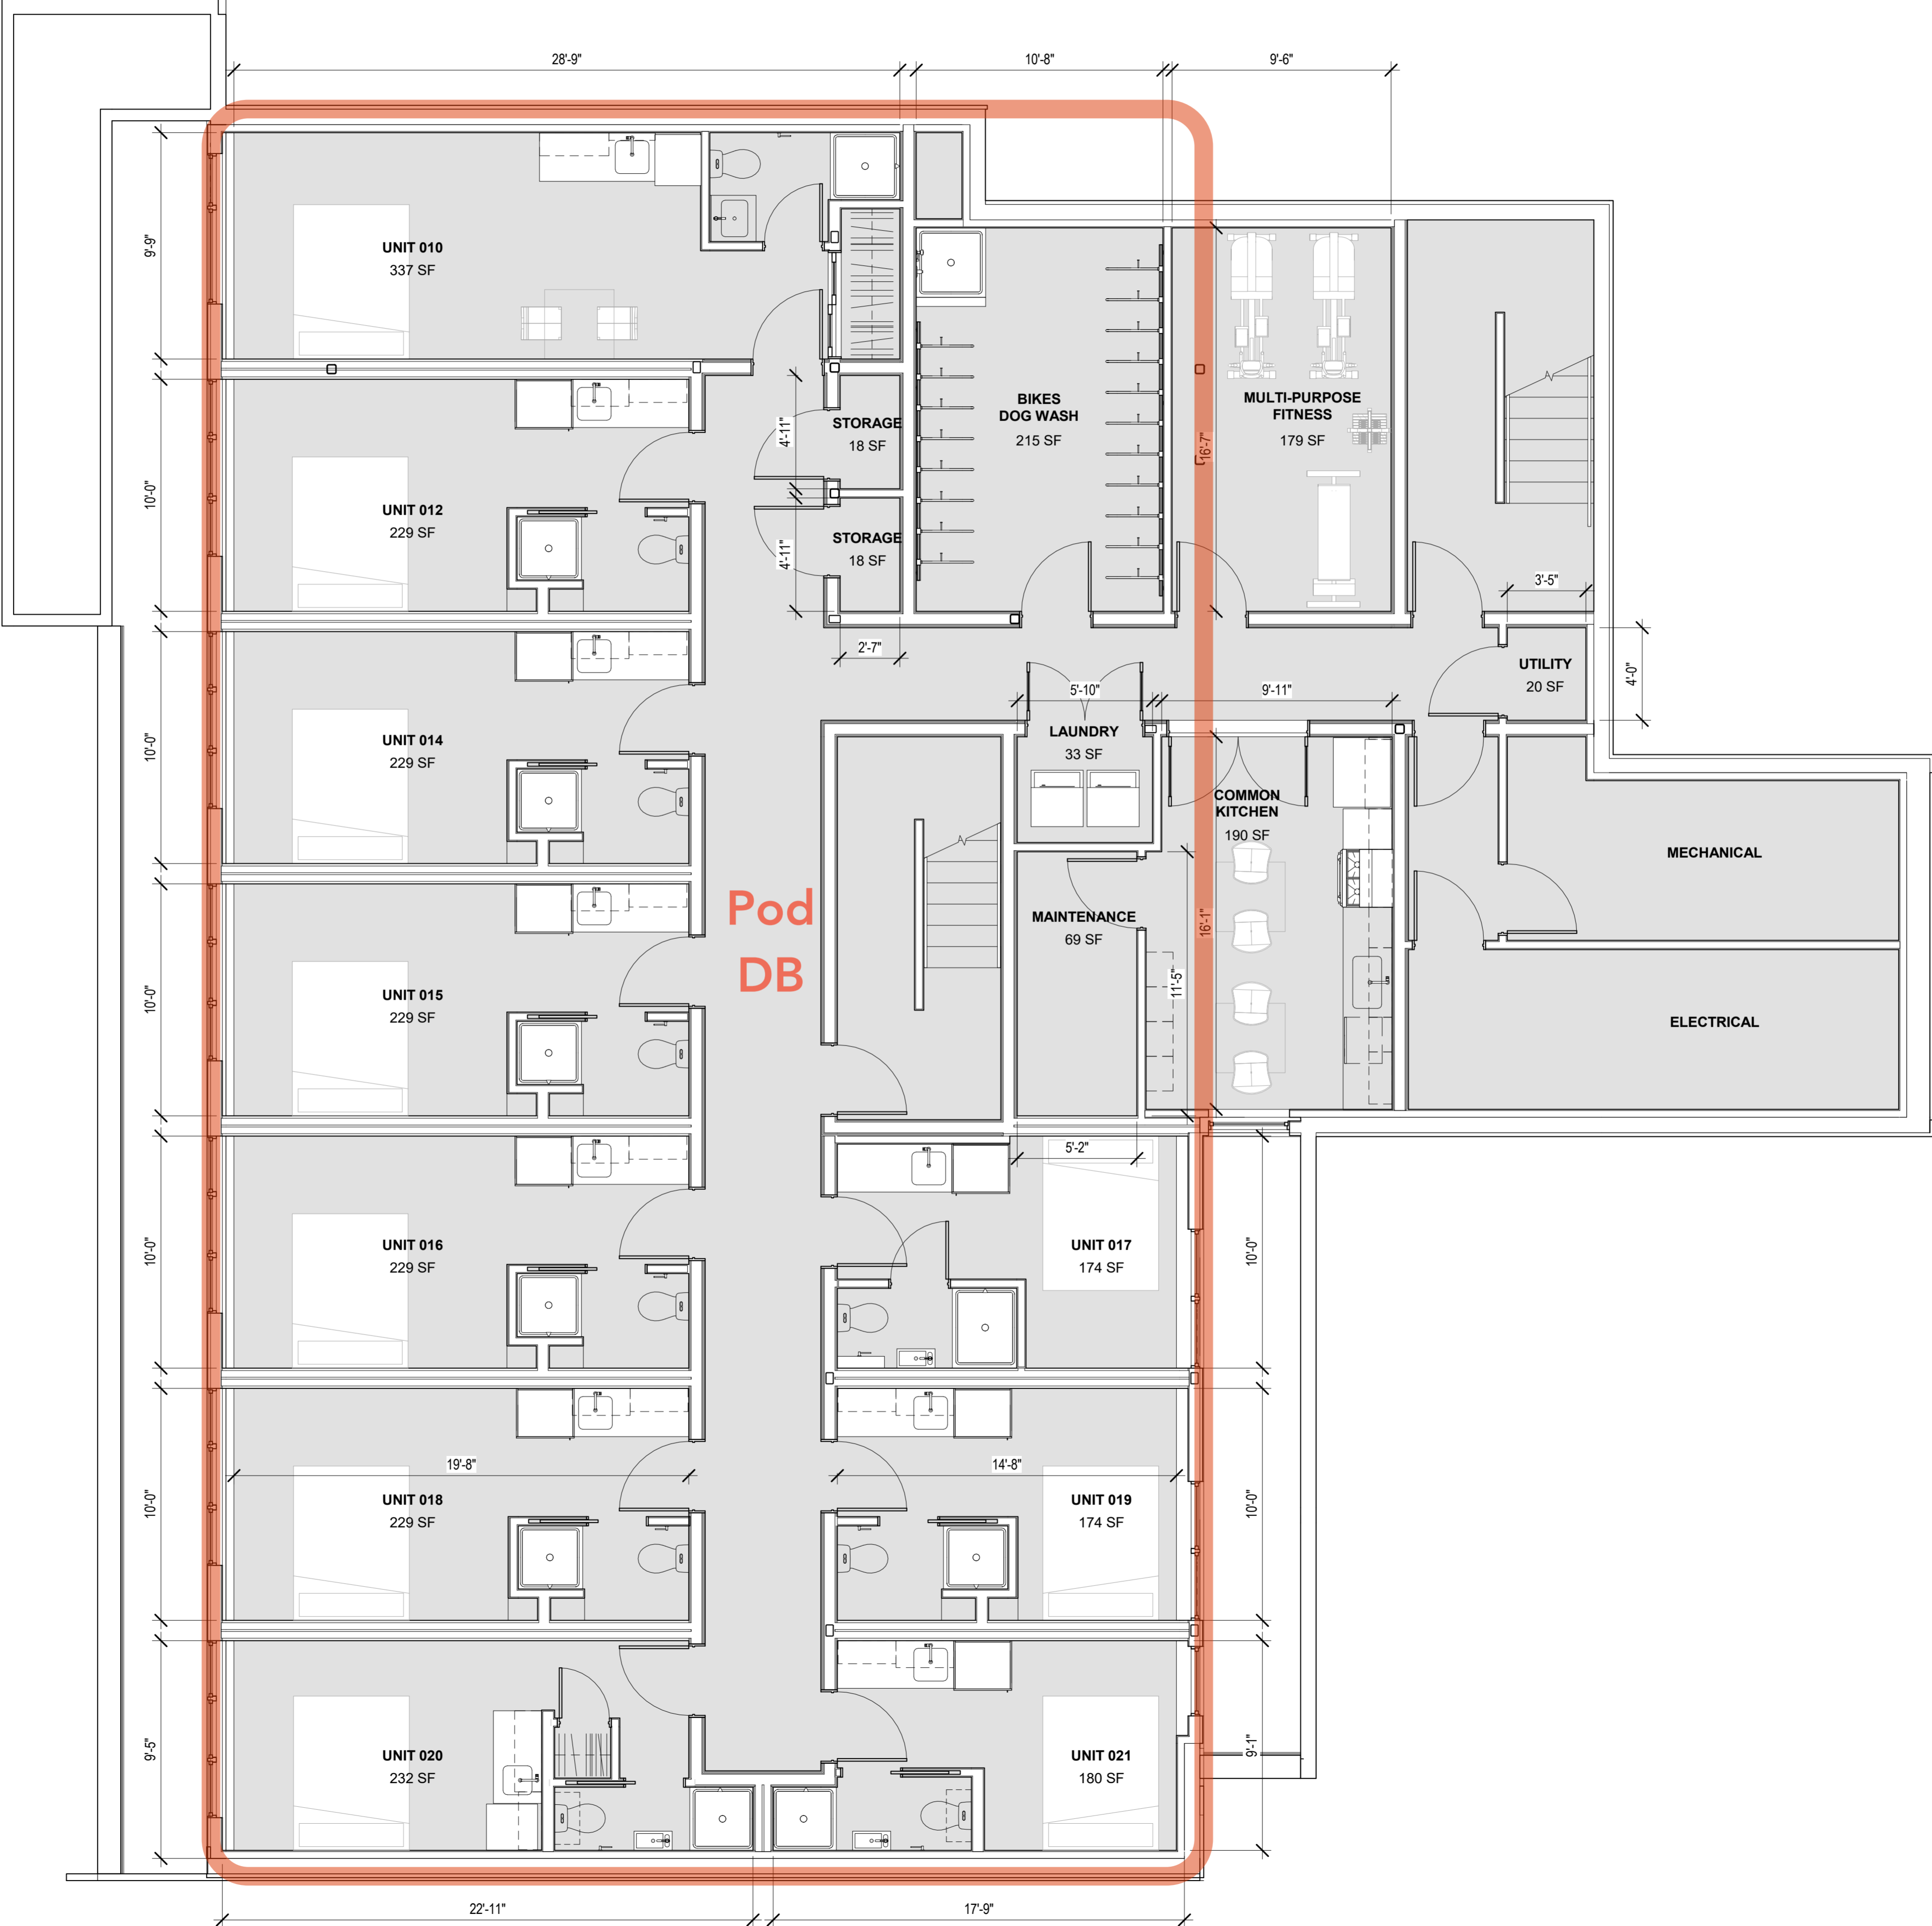 28'-9"
10'-8"
9'-6"
9'-9"
UNIT 010
337 SF
10'-0"
UNIT 012
229 SF
4'-11"
STORAGE
18 SF
4'-11"
STORAGE
18 SF
BIKES
DOG WASH
215 SF
16'-7"
MULTI-PURPOSE
FITNESS
179 SF
3'-5"
2'-7"
5'-10"
9'-11"
UTILITY
20 SF
4'-0"
10'-0"
UNIT 014
229 SF
LAUNDRY
33 SF
COMMON
KITCHEN
190 SF
MECHANICAL
Pod
DB
10'-0"
UNIT 015
229 SF
MAINTENANCE
69 SF
16'-1"
11'-5"
ELECTRICAL
5'-2"
10'-0"
UNIT 016
229 SF
UNIT 017
174 SF
10'-0"
19'-8"
14'-8"
10'-0"
UNIT 018
229 SF
UNIT 019
174 SF
10'-0"
9'-5"
UNIT 020
232 SF
UNIT 021
180 SF
9'-1"
22'-11"
17'-9"